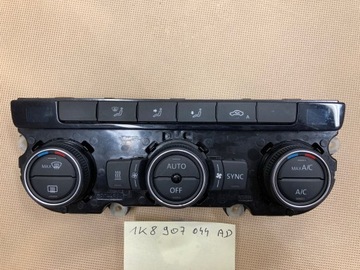 A
MAX
AUTO
OFF
SYNC
MAX A/C
A/C
1K8 907 044 AD